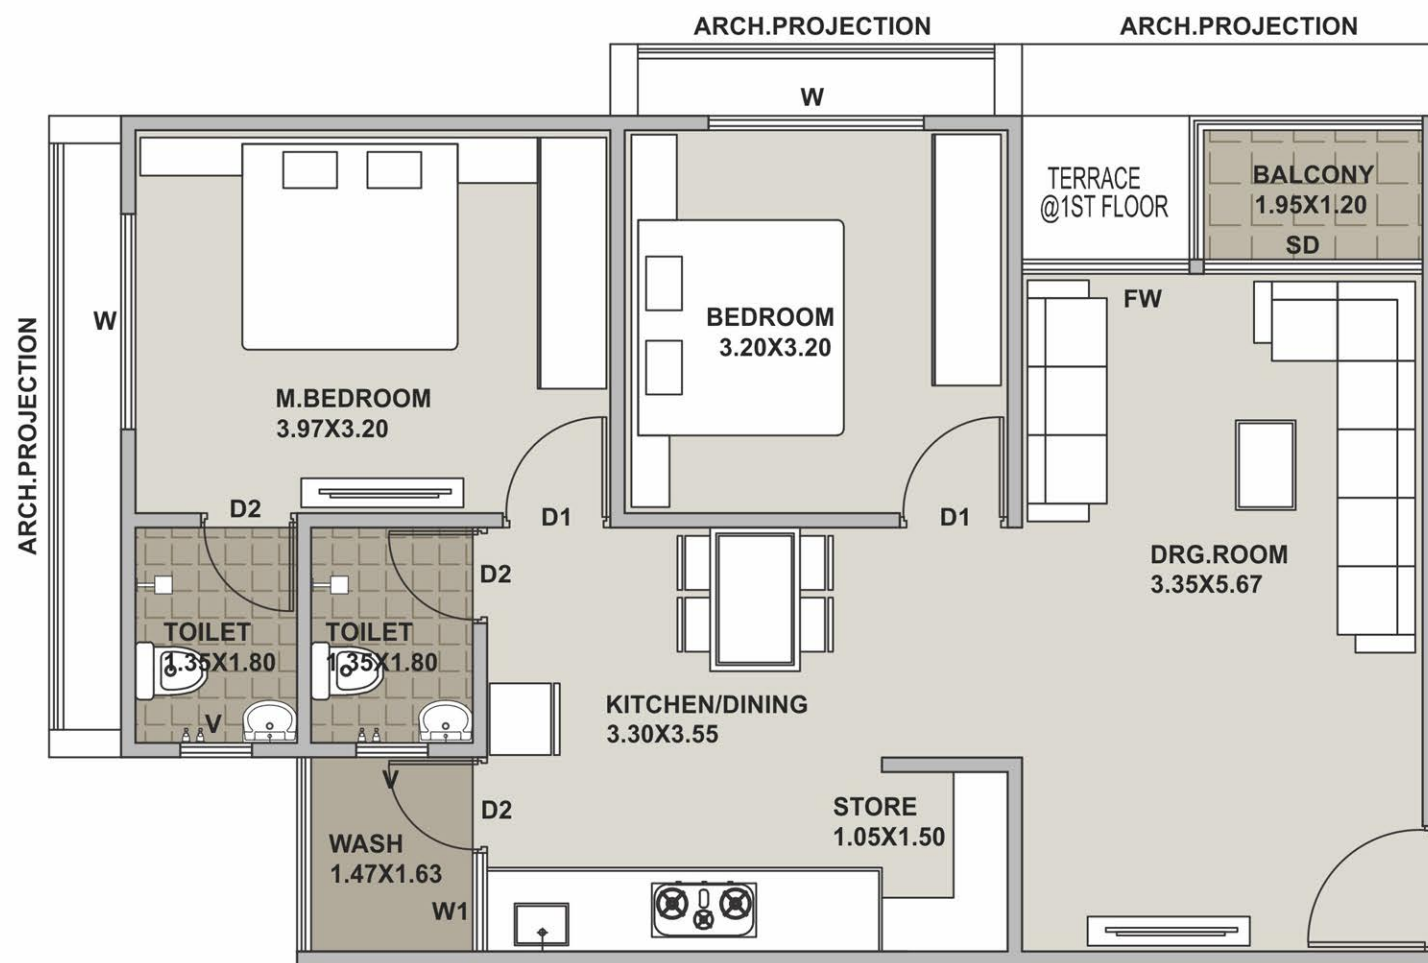 ARCH.PROJECTION
ARCH.PROJECTION
W
TERRACE
@1ST FLOOR
BALCONY
1.95X1.20
SD
FW
W
ARCH.PROJECTION
BEDROOM
3.20X3.20
M.BEDROOM
3.97X3.20
D2
D1
D1
D2
DRG.ROOM
3.35X5.67
TOILET
1.35X1.80
TOILET
1.35X1.80
V
KITCHEN/DINING
3.30X3.55
V
D2
STORE
1.05X1.50
WASH
1.47X1.63
W1